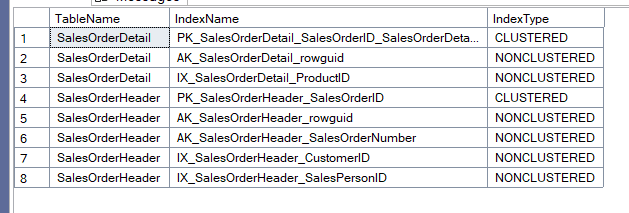 TableName IndexName IndexType
1 SalesOrderDetail PK_SalesOrderDetail_SalesOrderID_SalesOrderDeta... CLUSTERED
2 SalesOrderDetail AK_SalesOrderDetail_rowguid NONCLUSTERED
3 SalesOrderDetail IX_SalesOrderDetail_ProductID NONCLUSTERED
4 SalesOrderHeader PK_SalesOrderHeader_SalesOrderID CLUSTERED
5 SalesOrderHeader AK_SalesOrderHeader_rowguid NONCLUSTERED
6 SalesOrderHeader AK_SalesOrderHeader_SalesOrderNumber NONCLUSTERED
7 SalesOrderHeader IX_SalesOrderHeader_CustomerID NONCLUSTERED
8 SalesOrderHeader IX_SalesOrderHeader_SalesPersonID NONCLUSTERED